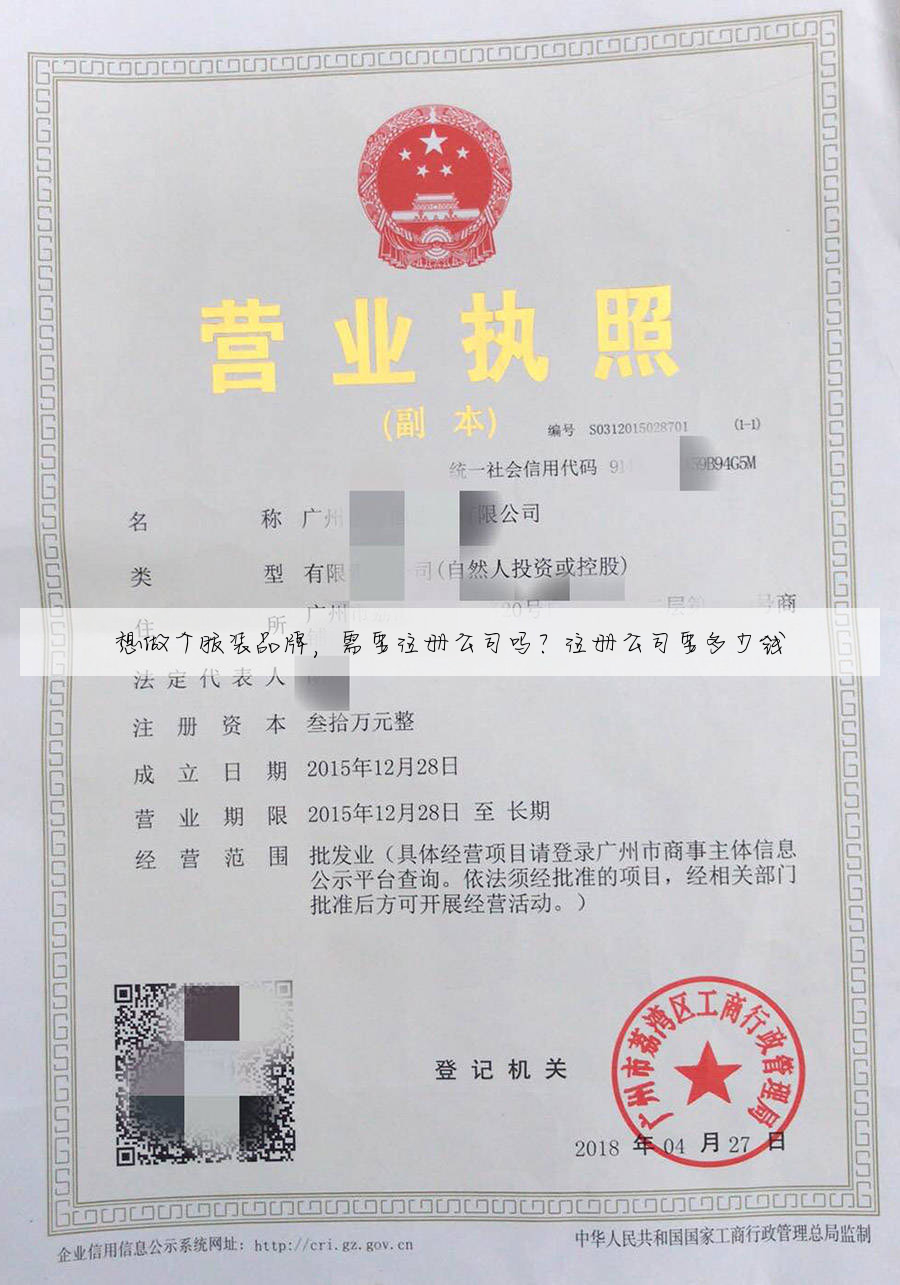 营业执照
(副本)
编号 S0312015028701 (1-1)
统一社会信用代码 91 59B94G5M
名称 广州 有限公司
类型 有限 司(自然人投资或控股)
住所 广州市 号商
想做个服装品牌，需要注册公司吗？注册公司要多少钱
法定代表人
注册资本 叁拾万元整
成立日期 2015年12月28日
营业期限 2015年12月28日 至 长期
经营范围 批发业（具体经营项目请登录广州市商事主体信息
公示平台查询。依法须经批准的项目，经相关部门
批准后方可开展经营活动。）
登记机关
广州市荔湾区工商行政管理局
2018 年 04 月 27 日
企业信用信息公示系统网址：http://cri.gz.gov.cn
中华人民共和国国家工商行政管理总局监制